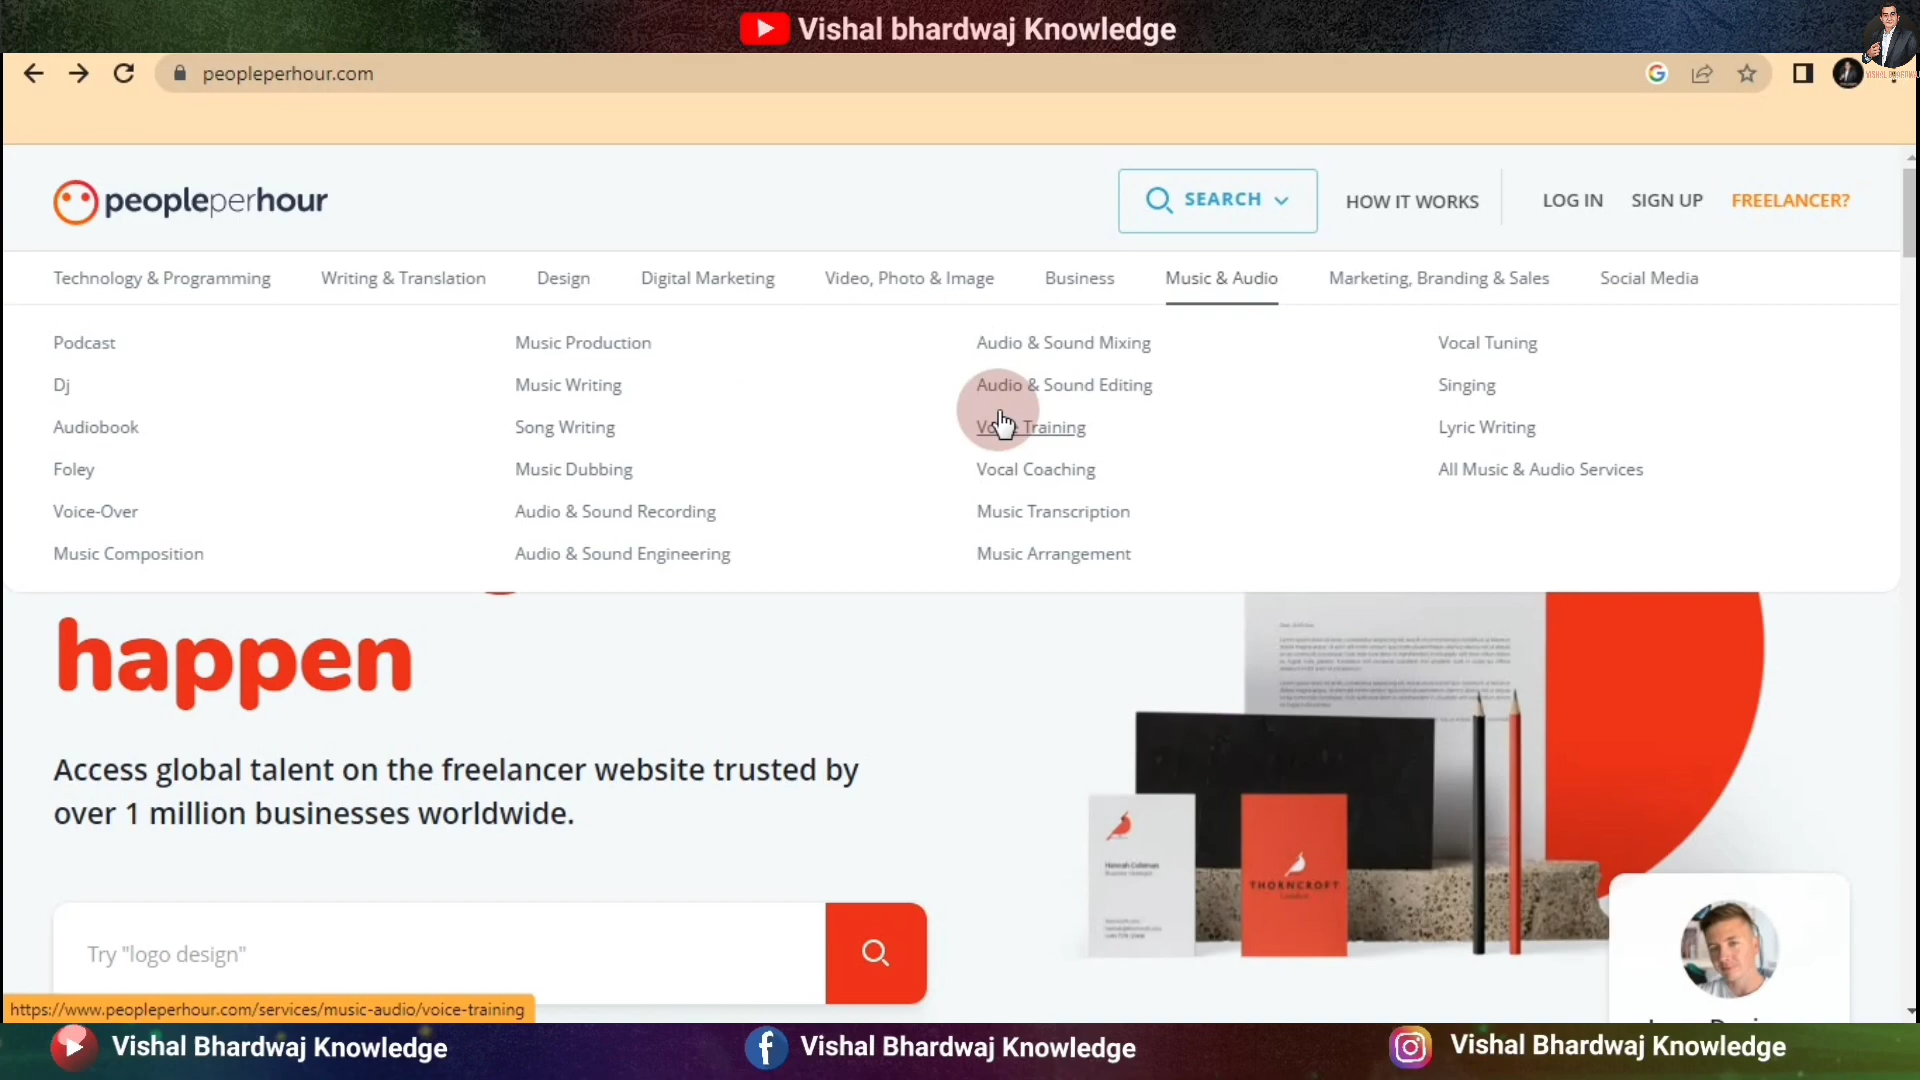 Vishal bhardwaj Knowledge
peopleperhour.com
peopleperhour
SEARCH
HOW IT WORKS
LOG IN
SIGN UP
FREELANCER?
Technology & Programming
Writing & Translation
Design
Digital Marketing
Video, Photo & Image
Business
Music & Audio
Marketing, Branding & Sales
Social Media
Podcast
Dj
Audiobook
Foley
Voice-Over
Music Composition
Music Production
Music Writing
Song Writing
Music Dubbing
Audio & Sound Recording
Audio & Sound Engineering
Audio & Sound Mixing
Audio & Sound Editing
Voice Training
Vocal Coaching
Music Transcription
Music Arrangement
Vocal Tuning
Singing
Lyric Writing
All Music & Audio Services
happen
Access global talent on the freelancer website trusted by
over 1 million businesses worldwide.
Try "logo design"
THORNCROFT
https://www.peopleperhour.com/services/music-audio/voice-training
Vishal Bhardwaj Knowledge
Vishal Bhardwaj Knowledge
Vishal Bhardwaj Knowledge